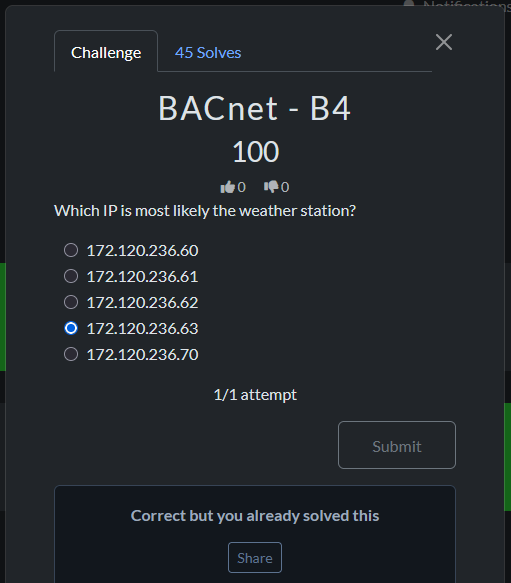 Notifications
Challenge
45 Solves
BACnet - B4
100
0 0
Which IP is most likely the weather station?
172.120.236.60
172.120.236.61
172.120.236.62
172.120.236.63
172.120.236.70
1/1 attempt
Submit
Correct but you already solved this
Share